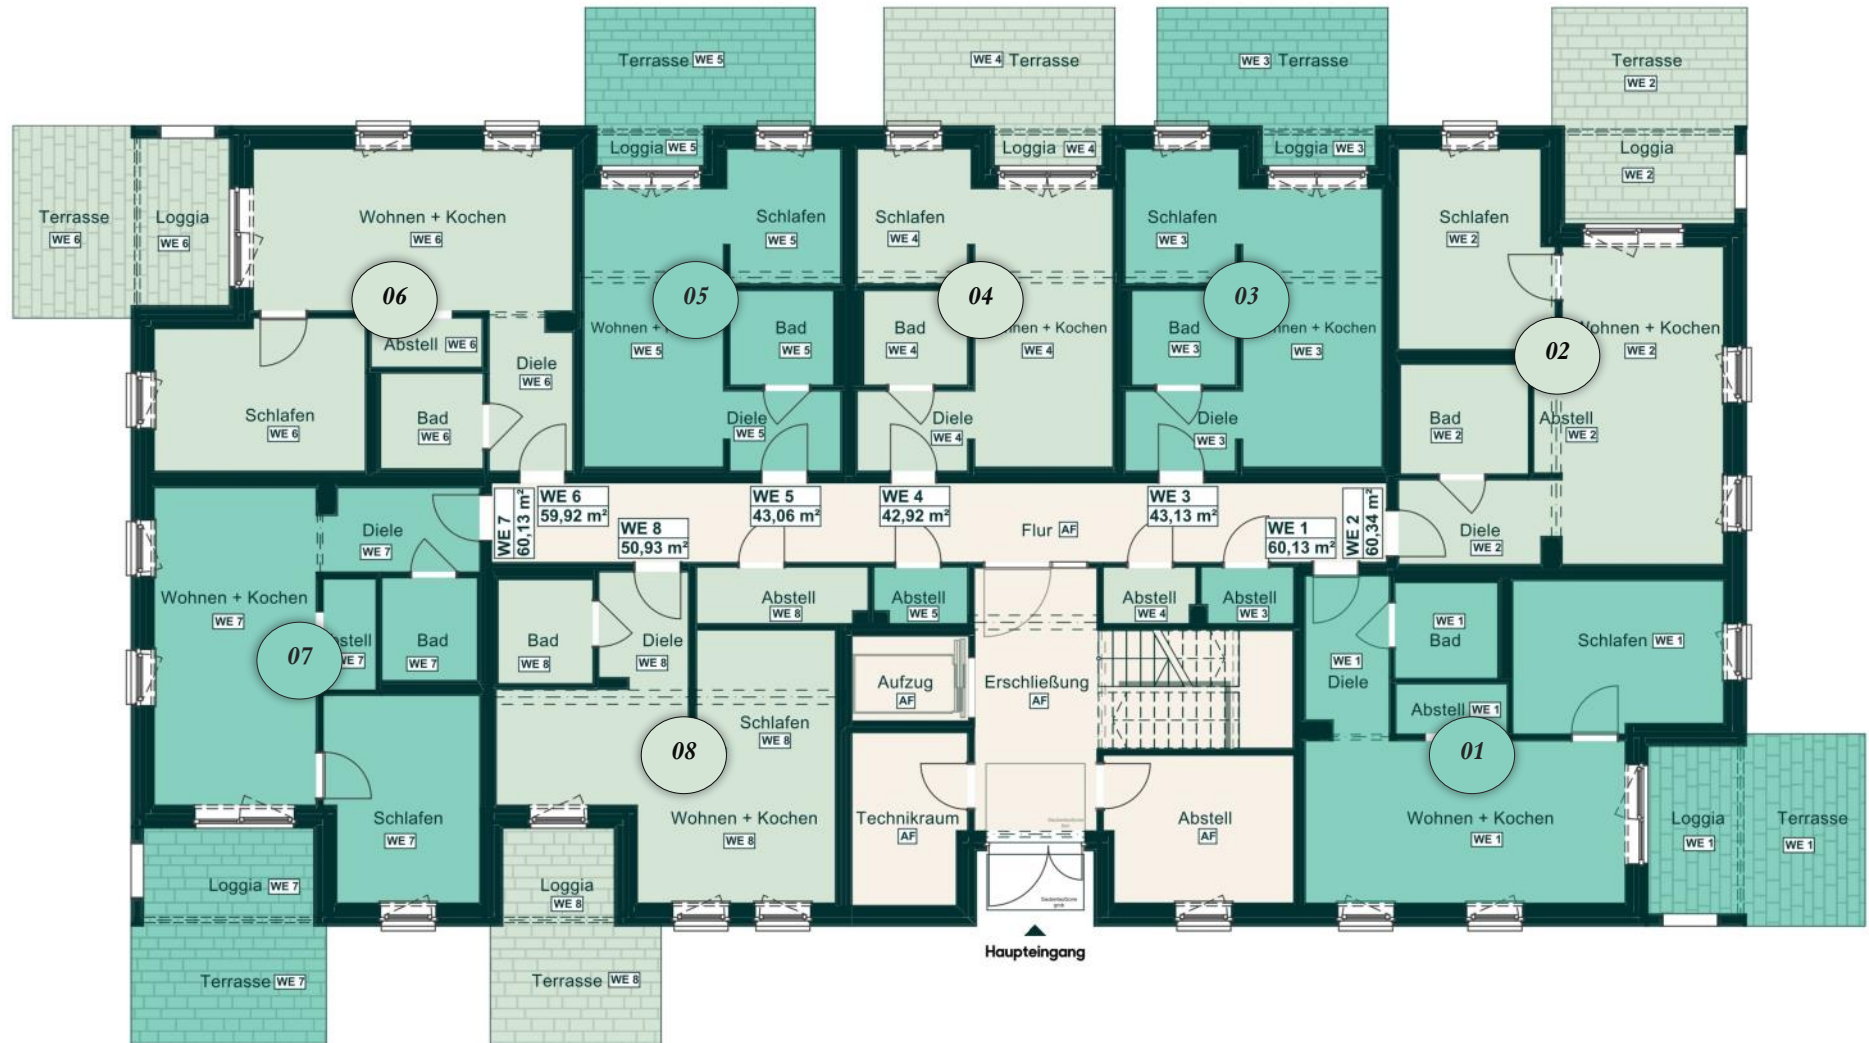 Terrasse WE 5
WE 4 Terrasse
WE 3 Terrasse
Terrasse
WE 2
Loggia WE 5
Loggia WE 4
Loggia WE 3
Loggia
WE 2
Terrasse
WE 6
Loggia
WE 6
Wohnen + Kochen
WE 6
Schlafen
WE 5
Schlafen
WE 4
Schlafen
WE 3
Schlafen
WE 2
06
05
04
03
02
Abstell WE 6
Diele
WE 6
Wohnen +
WE 5
Bad
WE 5
Bad
WE 4
+ Kochen
WE 4
Bad
WE 3
+ Kochen
WE 3
Wohnen + Kochen
WE 2
Schlafen
WE 6
Bad
WE 6
Diele
WE 5
Diele
WE 4
Diele
WE 3
Bad
WE 2
Abstell
WE 2
WE 7
60,13 m²
WE 6
59,92 m²
WE 8
50,93 m²
WE 5
43,06 m²
WE 4
42,92 m²
Flur AF
WE 3
43,13 m²
WE 1
60,13 m²
WE 2
60,34 m²
Diele
WE 7
Diele
WE 2
Wohnen + Kochen
WE 7
WE 7
Bad
WE 7
Bad
WE 8
Diele
WE 8
Abstell
WE 8
Abstell
WE 5
Abstell
WE 4
Abstell
WE 3
WE 1
Bad
Schlafen WE 1
07
Aufzug
AF
Erschließung
AF
WE 1
Diele
Abstell WE 1
Schlafen
WE 8
08
01
Schlafen
WE 7
Wohnen + Kochen
WE 8
Technikraum
AF
Abstell
AF
Wohnen + Kochen
WE 1
Loggia
WE 1
Terrasse
WE 1
Loggia WE 7
Loggia
WE 8
Haupteingang
Terrasse WE 7
Terrasse WE 8